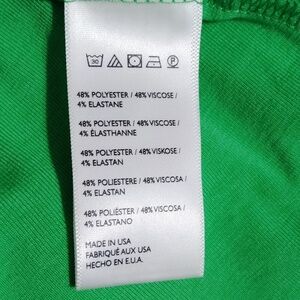 30
P
48% POLYESTER / 48% VISCOSE /
4% ELASTANE
48% POLYESTER / 48% VISCOSE /
4% ÉLASTHANNE
48% POLYESTER / 48% VISKOSE /
4% ELASTAN
48% POLIESTERE / 48% VISCOSA /
4% ELASTAN
48% POLIÉSTER / 48% VISCOSA /
4% ELASTANO
MADE IN USA
FABRIQUÉ AUX USA
HECHO EN E.U.A.